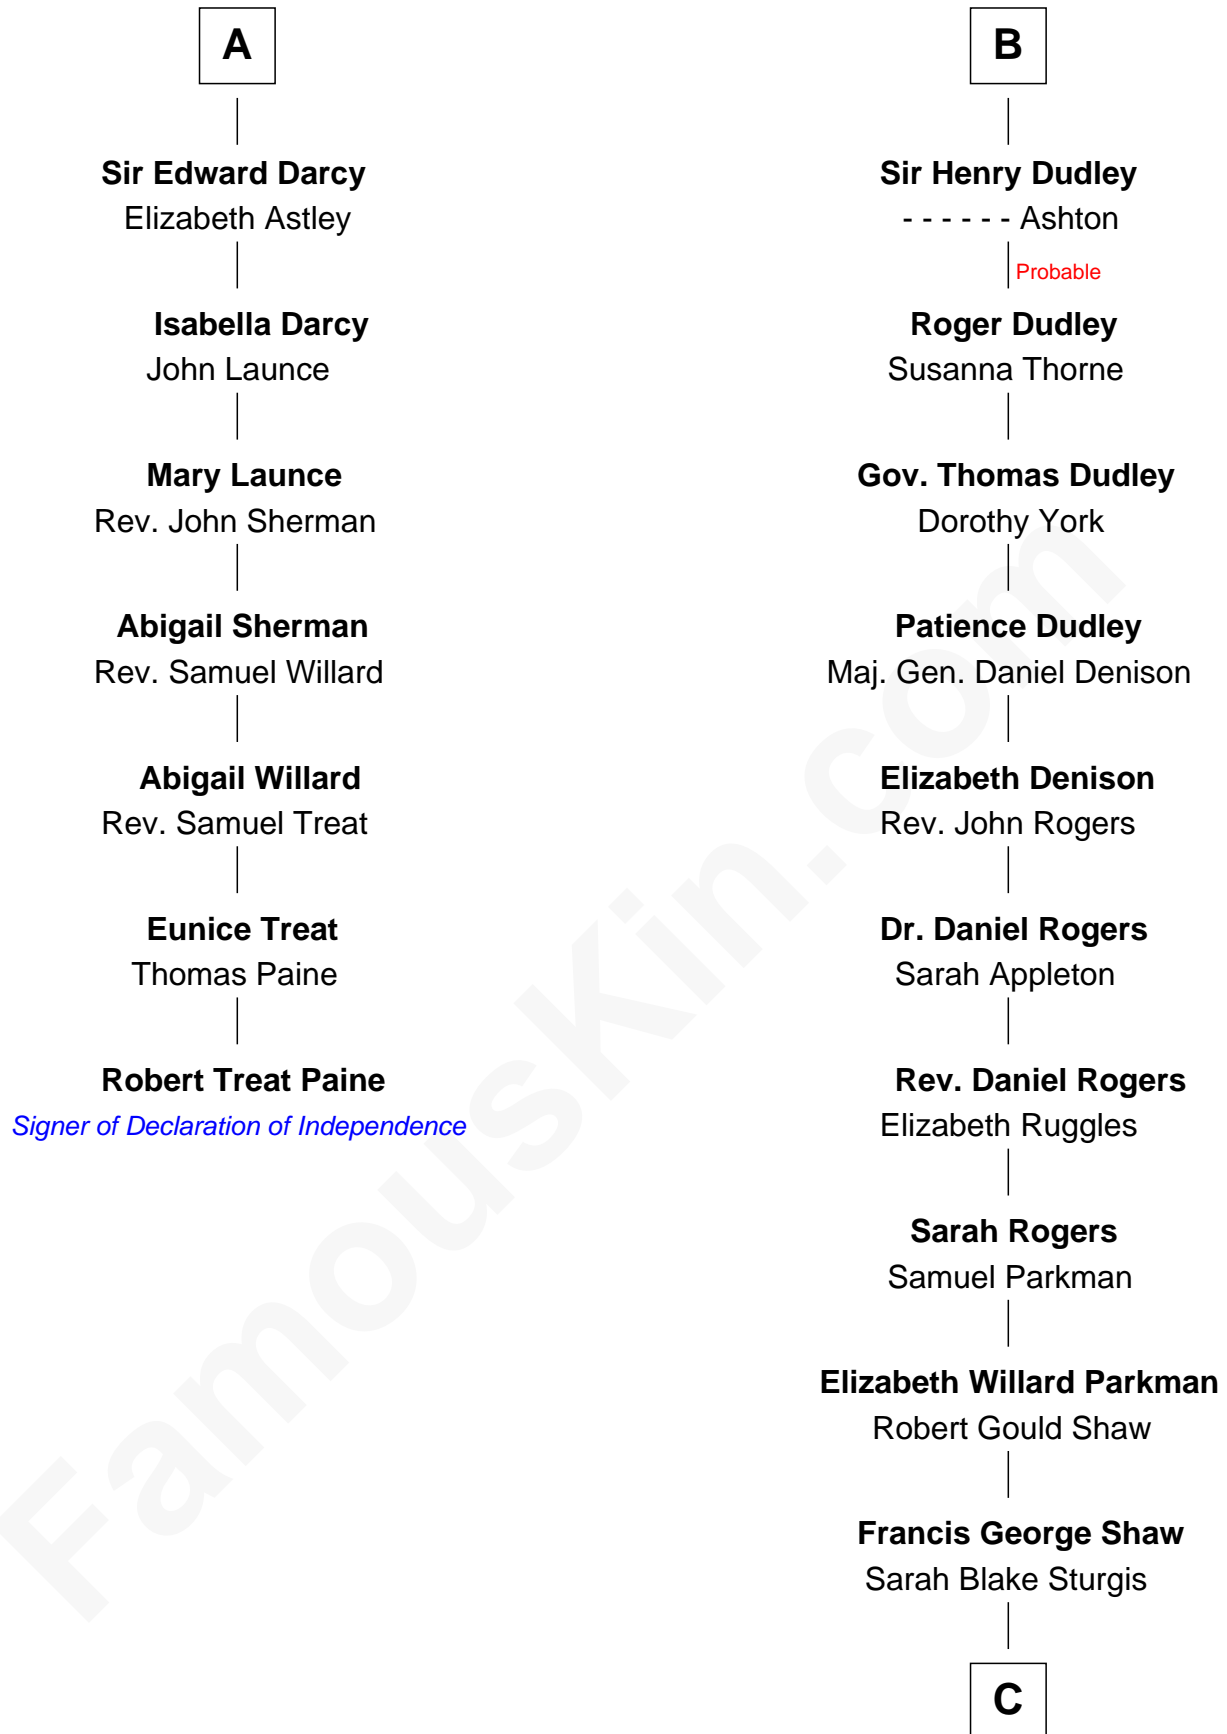 A
Sir Edward Darcy
Elizabeth Astley
Isabella Darcy
John Launce
Mary Launce
Rev. John Sherman
Abigail Sherman
Rev. Samuel Willard
Abigail Willard
Rev. Samuel Treat
Eunice Treat
Thomas Paine
Robert Treat Paine
Signer of Declaration of Independence
B
Sir Henry Dudley
- - - - - - Ashton
Probable
Roger Dudley
Susanna Thorne
Gov. Thomas Dudley
Dorothy York
Patience Dudley
Maj. Gen. Daniel Denison
Elizabeth Denison
Rev. John Rogers
Dr. Daniel Rogers
Sarah Appleton
Rev. Daniel Rogers
Elizabeth Ruggles
Sarah Rogers
Samuel Parkman
Elizabeth Willard Parkman
Robert Gould Shaw
Francis George Shaw
Sarah Blake Sturgis
C
FamousKin.com